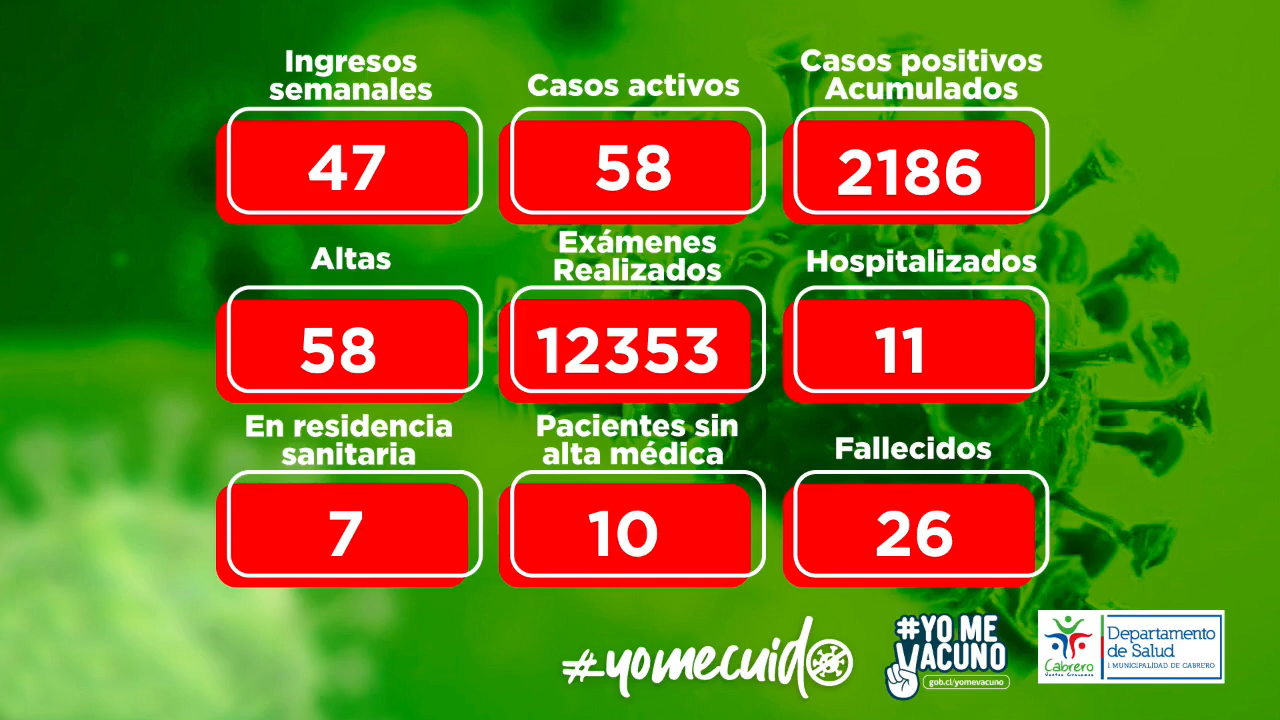 Ingresos
semanales
47
Casos activos
58
Casos positivos
Acumulados
2186
Altas
58
Exámenes
Realizados
12353
Hospitalizados
11
En residencia
sanitaria
7
Pacientes sin
alta médica
10
Fallecidos
26
#yomecuido
#YO ME
VACUNO
gob.cl/yomevacuno
Cabrero
Departamento
de Salud
I. MUNICIPALIDAD DE CABRERO